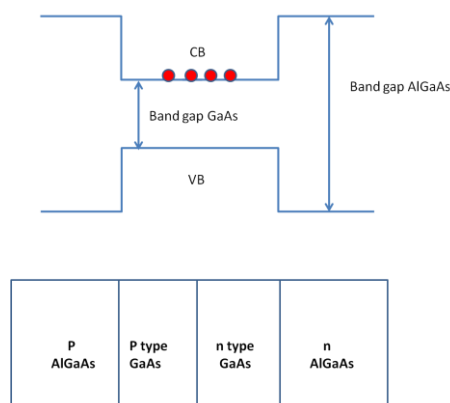 CB
Band gap AlGaAs
Band gap GaAs
VB
P
AlGaAs
P type
GaAs
n type
GaAs
n
AlGaAs